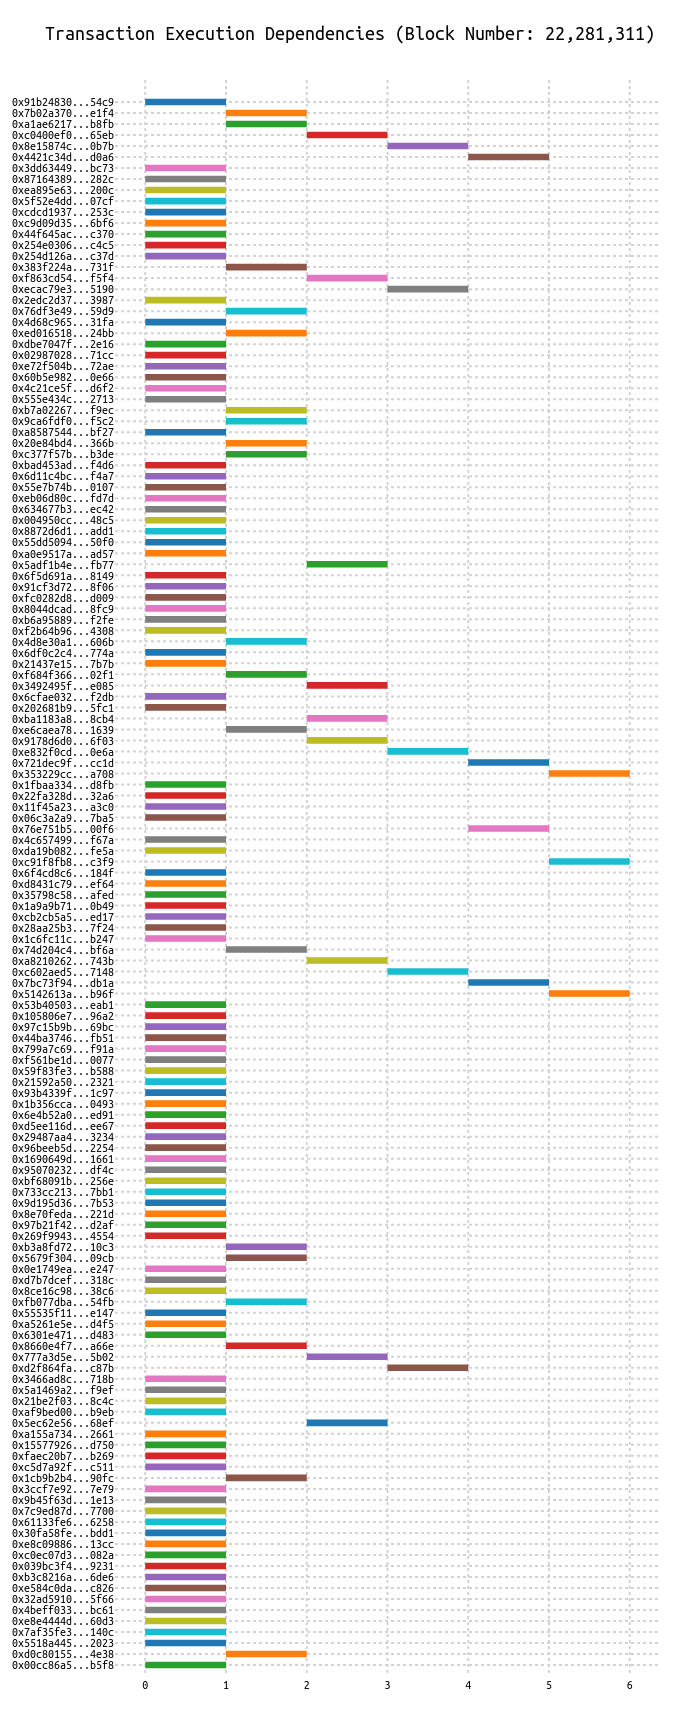 Transaction Execution Dependencies (Block Number: 22,281,311)
0x91b24830...54c9
0x7b02a370...e1f4
0xa1ae6217...b8fb
0xc0400ef0...65eb
0x8e15874c...0b7b
0x4421c34d...d0a6
0x3dd63449...bc73
0x87164389...282c
0xea895e63...200c
0x5f52e4dd...07cf
0xcdcd1937...253c
0xc9d09d35...6bf6
0x44f645ac...c370
0x254e0306...c4c5
0x254d126a...c37d
0x383f224a...731f
0xf863cd54...f5f4
0xecac79e3...5190
0x2edc2d37...3987
0x76df3e49...59d9
0x4d68c965...31fa
0xed016518...24bb
0xdbe7047f...2e16
0x02987028...71cc
0xe72f504b...72ae
0x60b5e982...0e66
0x4c21ce5f...d6f2
0x555e434c...2713
0xb7a02267...f9ec
0x9ca6fdf0...f5c2
0xa8587544...bf27
0x20e84bd4...366b
0xc377f57b...b3de
0xbad453ad...f4d6
0x6d11c4bc...f4a7
0x55e7b74b...0107
0xeb06d80c...fd7d
0x634677b3...ec42
0x004950cc...48c5
0x8872d6d1...add1
0x55dd5094...50f0
0xa0e9517a...ad57
0x5adf1b4e...fb77
0x6f5d691a...8149
0x91cf3d72...8f06
0xfc0282d8...d009
0x8044dcad...8fc9
0xb6a95889...f2fe
0xf2b64b96...4308
0x4d8e30a1...606b
0x6df0c2c4...774a
0x21437e15...7b7b
0xf684f366...02f1
0x3492495f...e085
0x6cfae032...f2db
0x202681b9...5fc1
0xba1183a8...8cb4
0xe6caea78...1639
0x9178d6d0...6f03
0xe832f0cd...0e6a
0x721dec9f...cc1d
0x353229cc...a708
0x1fbaa334...d8fb
0x22fa328d...32a6
0x11f45a23...a3c0
0x06c3a2a9...7ba5
0x76e751b5...00f6
0x4c657499...f67a
0xda19b082...fe5a
0xc91f8fb8...c3f9
0x6f4cd8c6...184f
0xd8431c79...ef64
0x35798c58...afed
0x1a9a9b71...0b49
0xcb2cb5a5...ed17
0x28aa25b3...7f24
0x1c6fc11c...b247
0x74d204c4...bf6a
0xa8210262...743b
0xc602aed5...7148
0x7bc73f94...db1a
0x5142613a...b96f
0x53b40503...eab1
0x105806e7...96a2
0x97c15b9b...69bc
0x44ba3746...fb51
0x799a7c69...f91a
0xf561be1d...0077
0x59f83fe3...b588
0x21592a50...2321
0x93b4339f...1c97
0x1b356cca...0493
0x6e4b52a0...ed91
0xd5ee116d...ee67
0x29487aa4...3234
0x96beeb5d...2254
0x1690649d...1661
0x95070232...df4c
0xbf68091b...256e
0x733cc213...7bb1
0x9d195d36...7b53
0x8e70feda...221d
0x97b21f42...d2af
0x269f9943...4554
0xb3a8fd72...10c3
0x5679f304...09cb
0x0e1749ea...e247
0xd7b7dcef...318c
0x8ce16c98...38c6
0xfb077dba...54fb
0x55535f11...e147
0xa5261e5e...d4f5
0x6301e471...d483
0x8660e4f7...a66e
0x777a3d5e...5b02
0xd2f864fa...c87b
0x3466ad8c...718b
0x5a1469a2...f9ef
0x21be2f03...8c4c
0xaf9bed00...b9eb
0x5ec62e56...68ef
0xa155a734...2661
0x15577926...d750
0xfaec20b7...b269
0xc5d7a92f...c511
0x1cb9b2b4...90fc
0x3ccf7e92...7e79
0x9b45f63d...1e13
0x7c9ed87d...7700
0x61133fe6...6258
0x30fa58fe...bdd1
0xe8c09886...13cc
0xc0ec07d3...082a
0x039bc3f4...9231
0xb3c8216a...6de6
0xe584c0da...c826
0x32ad5910...5f66
0x4beff033...bc61
0xe8e4444d...60d3
0x7af35fe3...140c
0x5518a445...2023
0xd0c80155...4e38
0x00cc86a5...b5f8
0 1 2 3 4 5 6